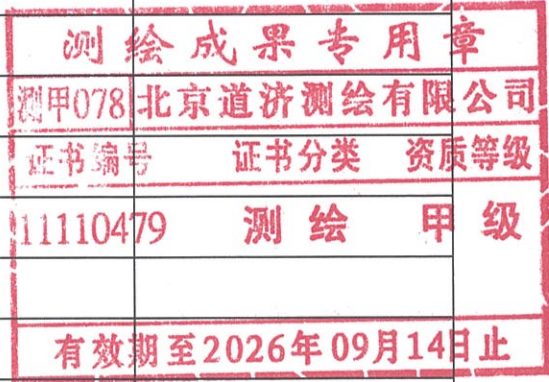 测绘成果专用章
测甲078 北京道济测绘有限公司
证书编号 证书分类 资质等级
11110479 测绘 甲级
有效期至2026年09月14日止